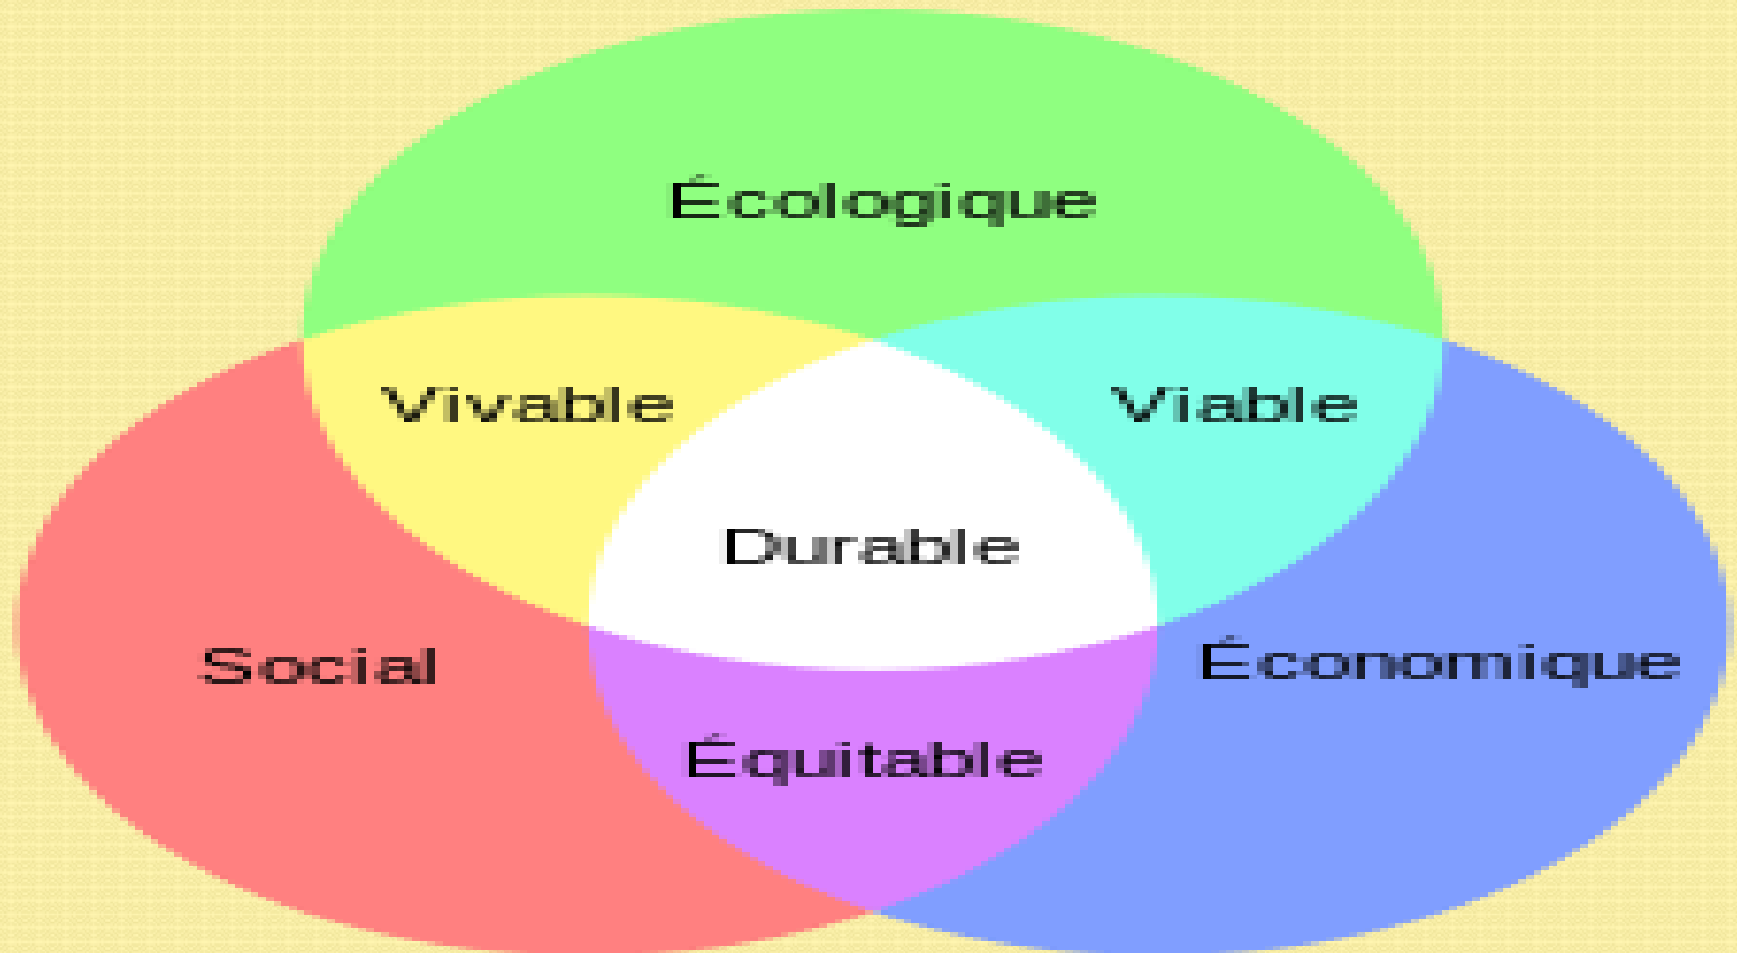 Écologique
Vivable
Viable
Durable
Social
Économique
Équitable